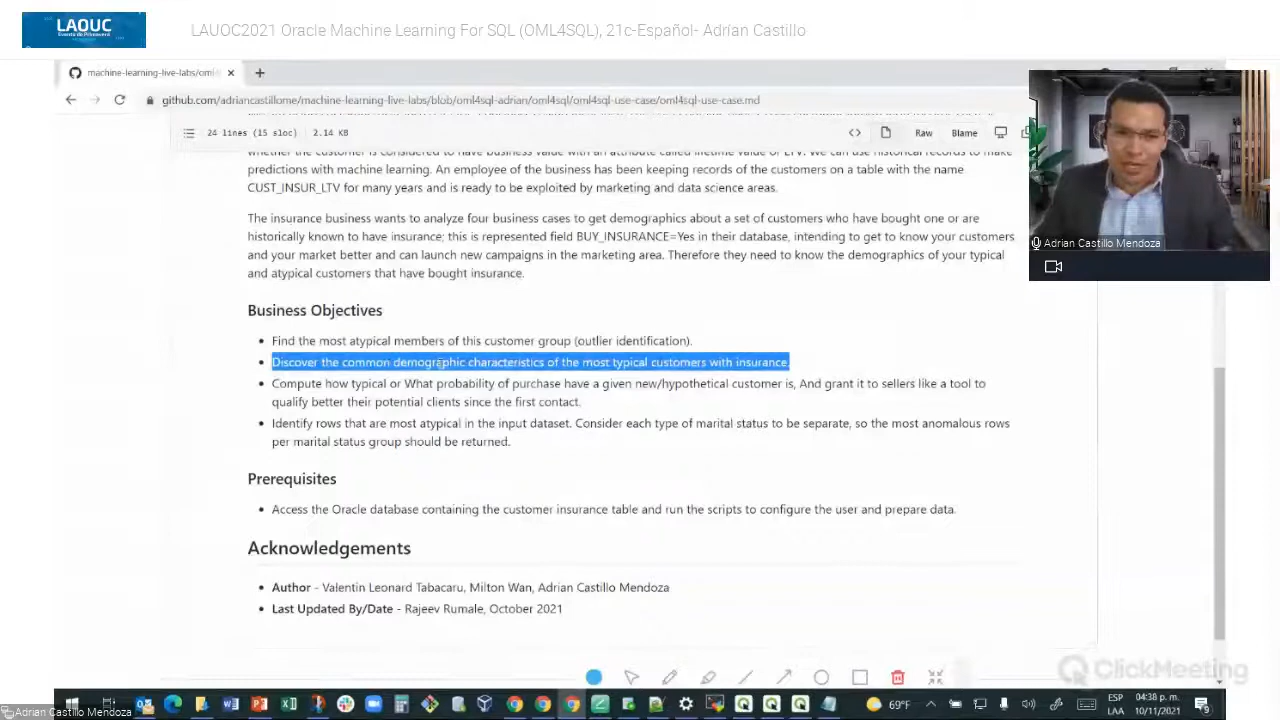 LAOUC
LAUOC2021 Oracle Machine Learning For SQL (OML4SQL), 21c-Español- Adrían Castillo
machine-learning-live-labs/oml4
github.com/adriancastillome/machine-learning-live-labs/blob/oml4sql-adrian/oml4sql/oml4sql-use-case/oml4sql-use-case.md
24 lines (15 sloc) 2.14 KB
Raw Blame
whether the customer is considered to have business value with an attribute called lifetime value or LTV. We can use historical records to make
predictions with machine learning. An employee of the business has been keeping records of the customers on a table with the name
CUST_INSUR_LTV for many years and is ready to be exploited by marketing and data science areas.
The insurance business wants to analyze four business cases to get demographics about a set of customers who have bought one or are
historically known to have insurance; this is represented field BUY_INSURANCE=Yes in their database, intending to get to know your customers
and your market better and can launch new campaigns in the marketing area. Therefore they need to know the demographics of your typical
and atypical customers that have bought insurance.
Business Objectives
Find the most atypical members of this customer group (outlier identification).
Discover the common demographic characteristics of the most typical customers with insurance.
Compute how typical or What probability of purchase have a given new/hypothetical customer is, And grant it to sellers like a tool to
qualify better their potential clients since the first contact.
Identify rows that are most atypical in the input dataset. Consider each type of marital status to be separate, so the most anomalous rows
per marital status group should be returned.
Prerequisites
Access the Oracle database containing the customer insurance table and run the scripts to configure the user and prepare data.
Acknowledgements
Author - Valentin Leonard Tabacaru, Milton Wan, Adrian Castillo Mendoza
Last Updated By/Date - Rajeev Rumale, October 2021
Adrian Castillo Mendoza
ClickMeeting
69°F
ESP
LAA
04:38 p. m.
10/11/2021
9
Adrian Castillo Mendoza